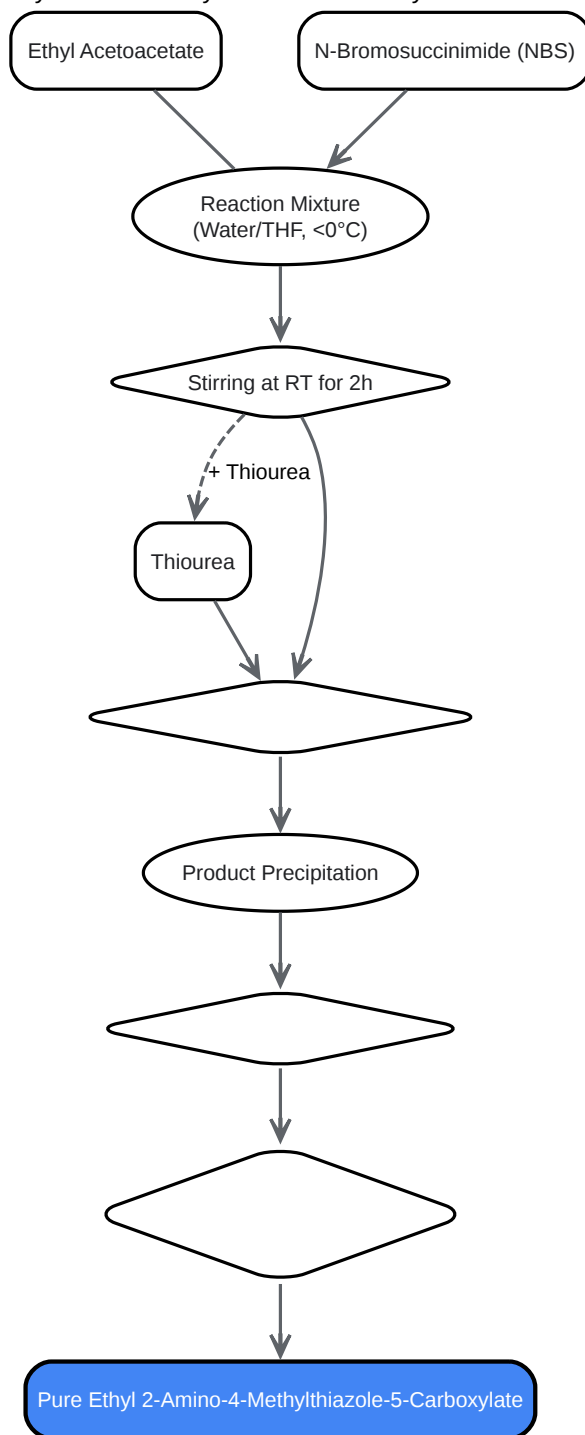 Ethyl Acetoacetate
N-Bromosuccinimide (NBS)
Reaction Mixture
(Water/THF, <0°C)
Stirring at RT for 2h
+ Thiourea
Thiourea
Product Precipitation
Pure Ethyl 2-Amino-4-Methylthiazole-5-Carboxylate